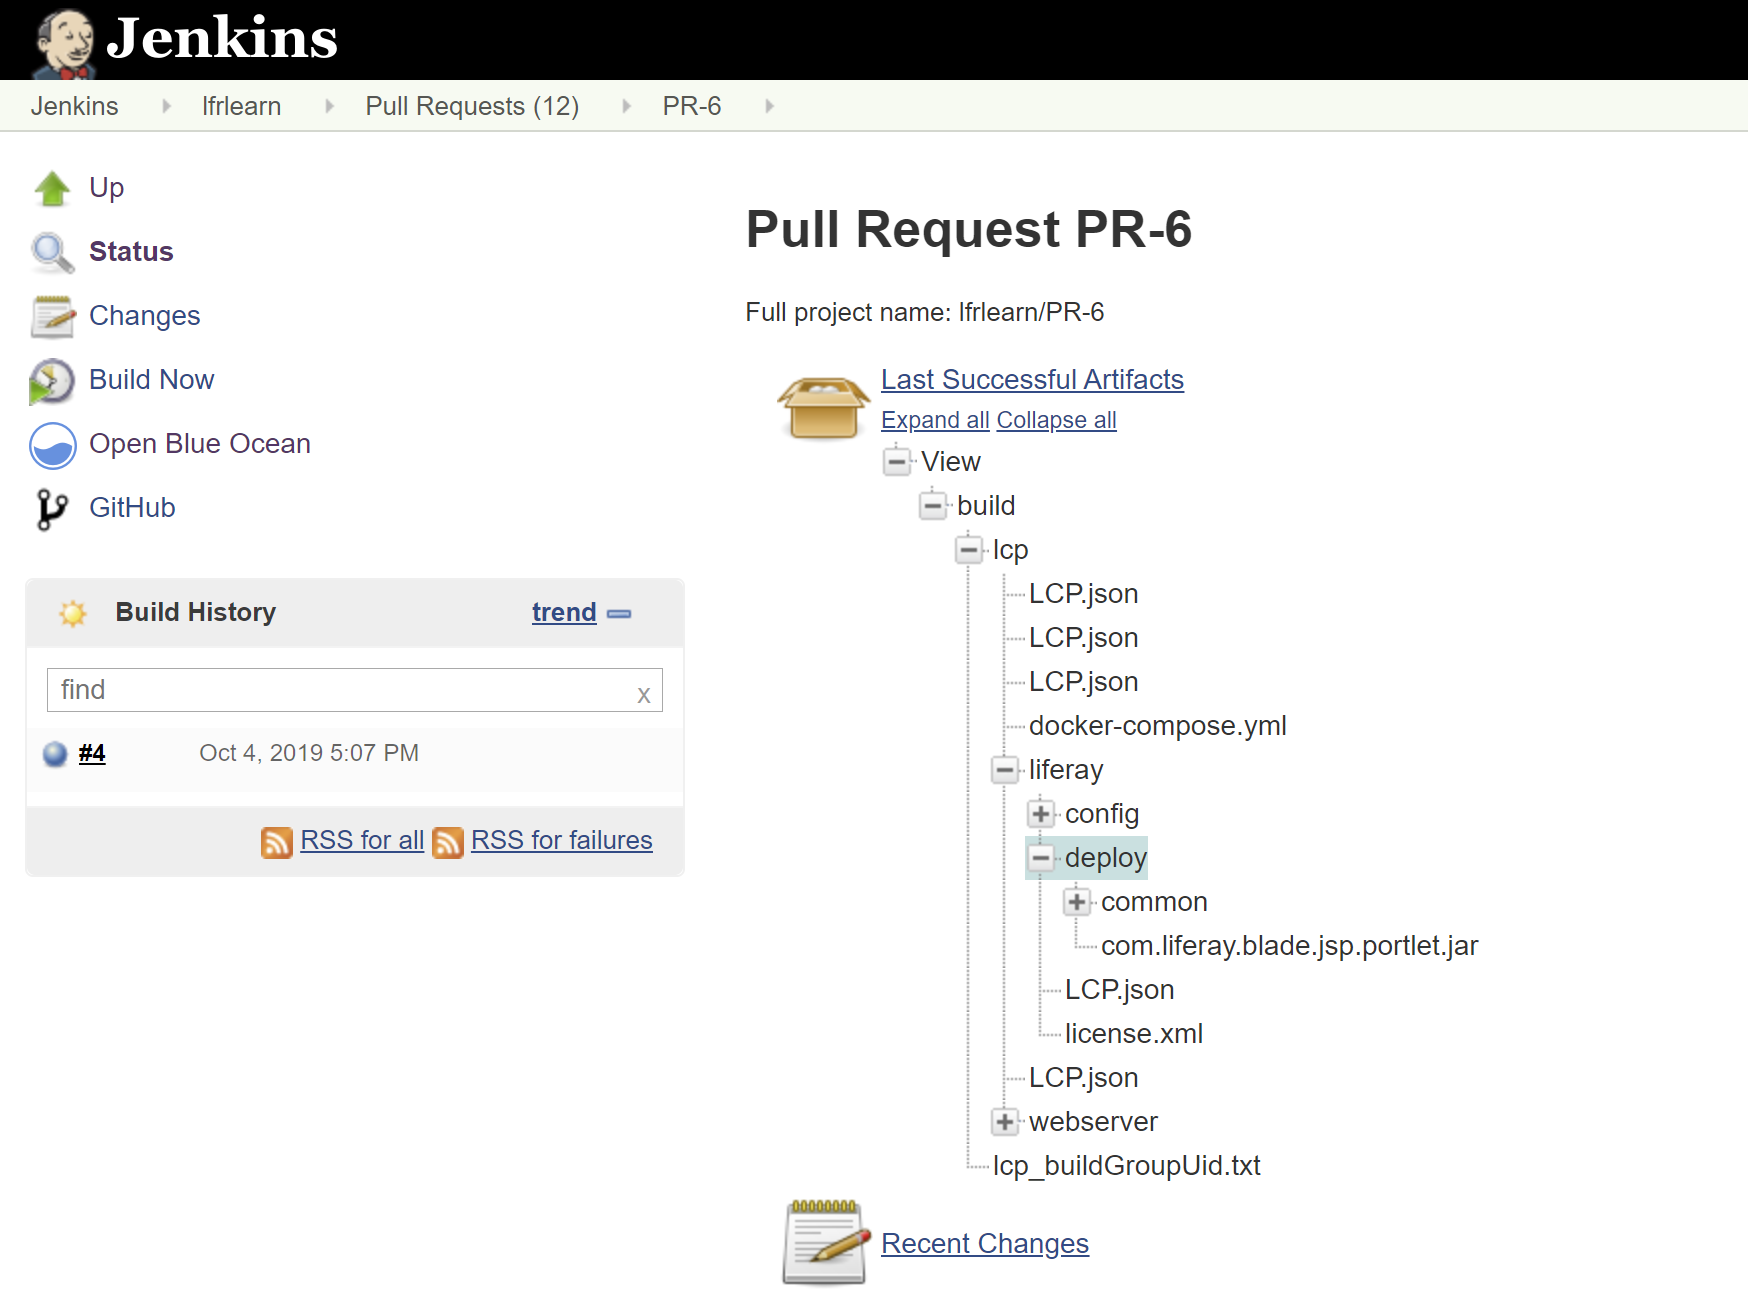 Jenkins
Jenkins lfrlearn Pull Requests (12) PR-6
Up
Status
Changes
Build Now
Open Blue Ocean
GitHub
Build History trend
find x
#4 Oct 4, 2019 5:07 PM
RSS for all RSS for failures
Pull Request PR-6
Full project name: lfrlearn/PR-6
Last Successful Artifacts
Expand all Collapse all
View
build
lcp
LCP.json
LCP.json
LCP.json
docker-compose.yml
liferay
config
deploy
common
com.liferay.blade.jsp.portlet.jar
LCP.json
license.xml
LCP.json
webserver
lcp_buildGroupUid.txt
Recent Changes